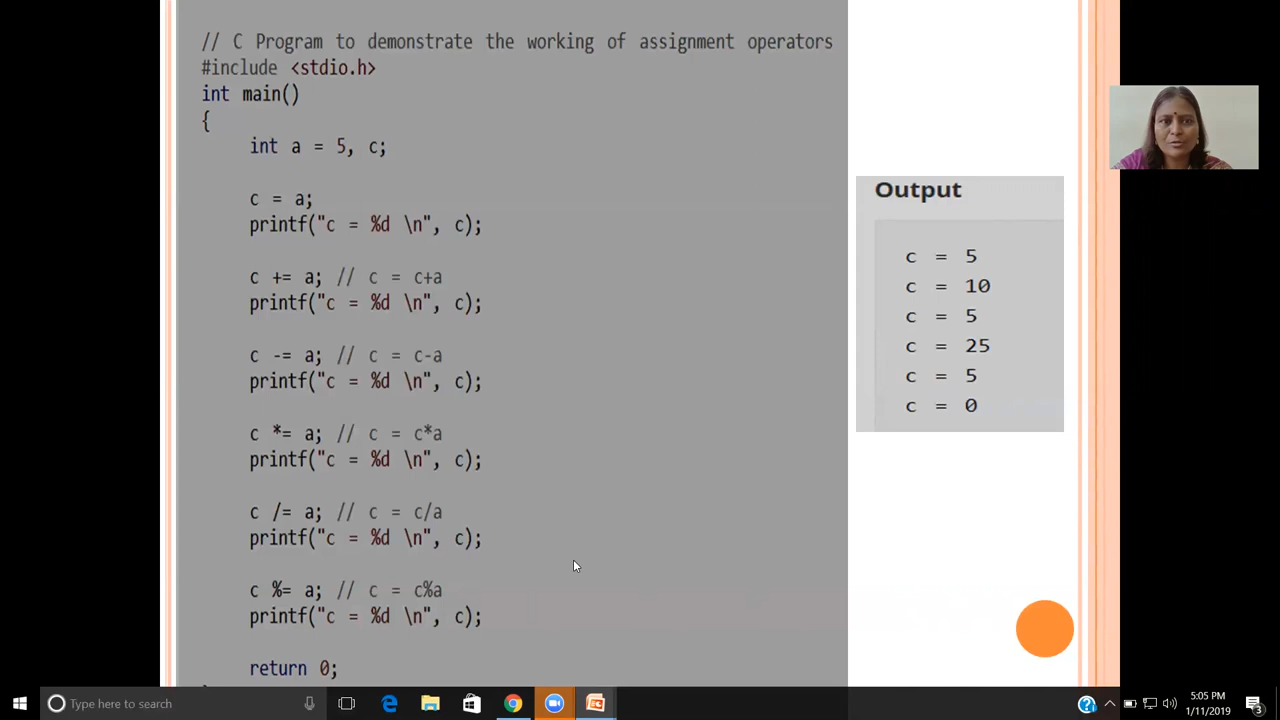 // C Program to demonstrate the working of assignment operators
#include <stdio.h>
int main()
{
int a = 5, c;
c = a;
printf("c = %d \n", c);
c += a; // c = c+a
printf("c = %d \n", c);
c -= a; // c = c-a
printf("c = %d \n", c);
c *= a; // c = c*a
printf("c = %d \n", c);
c /= a; // c = c/a
printf("c = %d \n", c);
c %= a; // c = c%a
printf("c = %d \n", c);
return 0;
Output
c = 5
c = 10
c = 5
c = 25
c = 5
c = 0
Type here to search
5:05 PM
1/11/2019
3